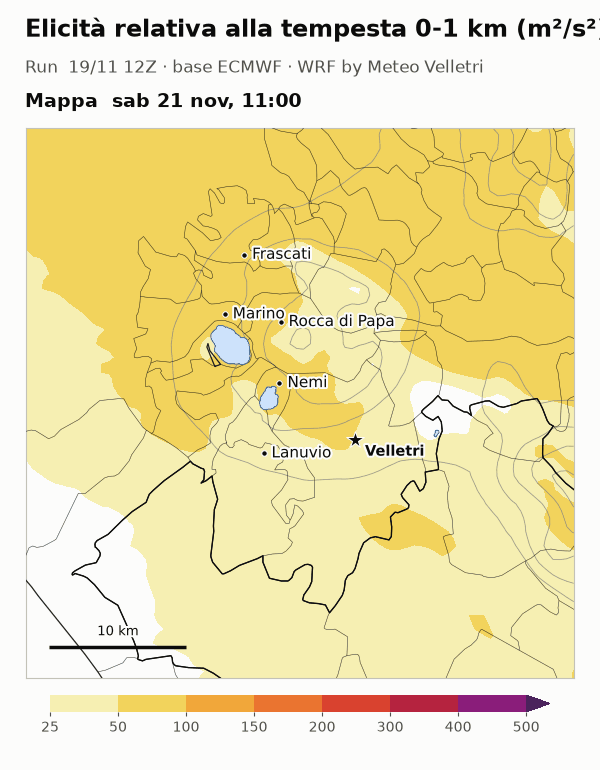 Elicità relativa alla tempesta 0-1 km (m²/s²)
Run 19/11 12Z · base ECMWF · WRF by Meteo Velletri
Mappa sab 21 nov, 11:00
Frascati
Marino
Rocca di Papa
Nemi
Velletri
Lanuvio
10 km
25 50 100 150 200 300 400 500